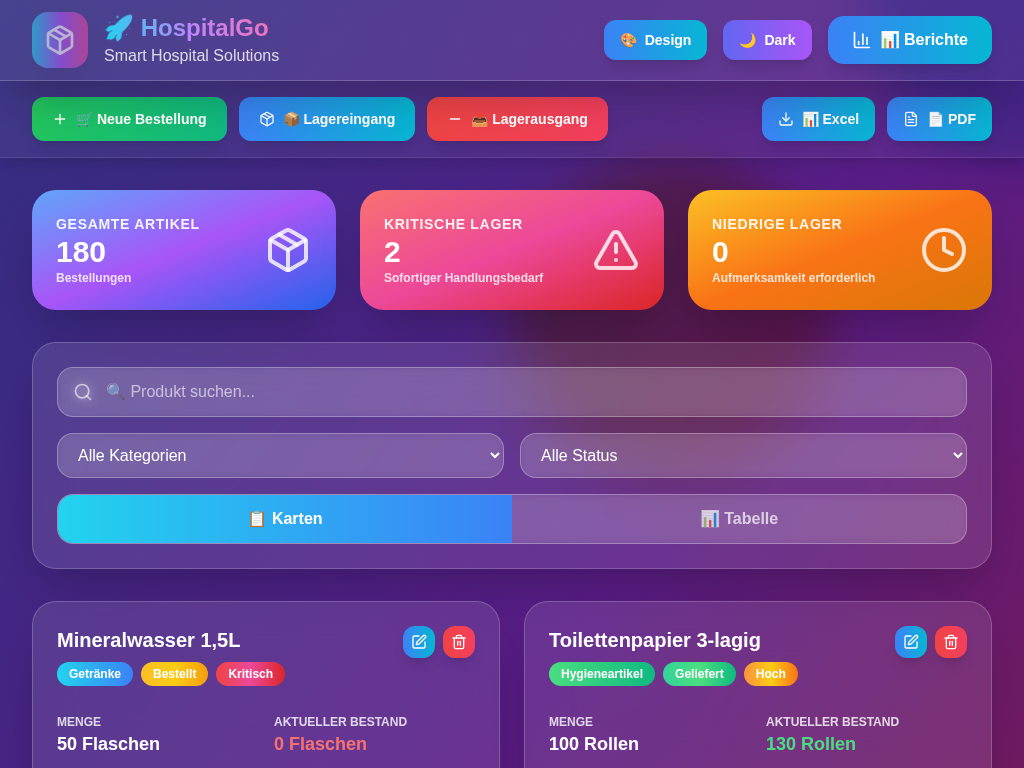 🚀 HospitalGo
Smart Hospital Solutions
🎨 Design
🌙 Dark
📊 Berichte
🛒 Neue Bestellung
📦 Lagereingang
📤 Lagerausgang
📊 Excel
📄 PDF
GESAMTE ARTIKEL
180
Bestellungen
KRITISCHE LAGER
2
Sofortiger Handlungsbedarf
NIEDRIGE LAGER
0
Aufmerksamkeit erforderlich
🔍 Produkt suchen...
Alle Kategorien
Alle Status
📋 Karten
📊 Tabelle
Mineralwasser 1,5L
Getränke Bestellt Kritisch
MENGE AKTUELLER BESTAND
50 Flaschen 0 Flaschen
Toilettenpapier 3-lagig
Hygieneartikel Geliefert Hoch
MENGE AKTUELLER BESTAND
100 Rollen 130 Rollen